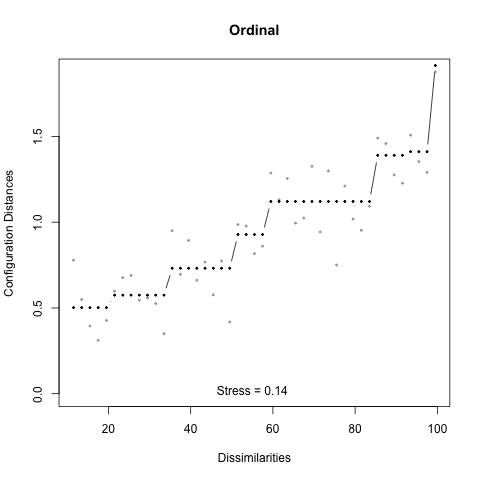 Ordinal
Configuration Distances
1.5
1.0
0.5
0.0
Stress = 0.14
20 40 60 80 100
Dissimilarities